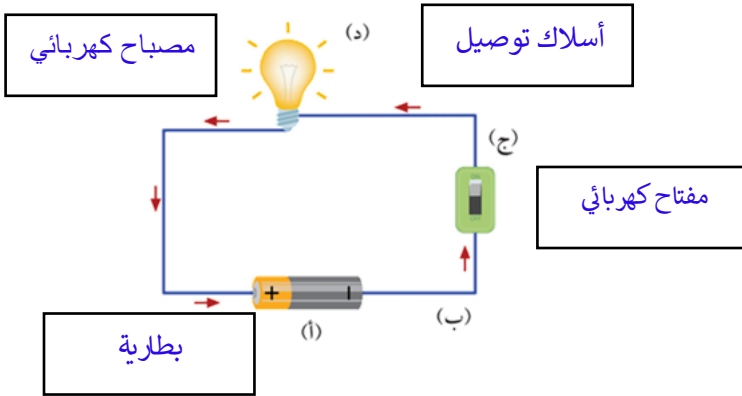 أسلاك توصيل
(د)
مصباح كهربائي
(ج)
مفتاح كهربائي
+
−
(ب)
(أ)
بطارية